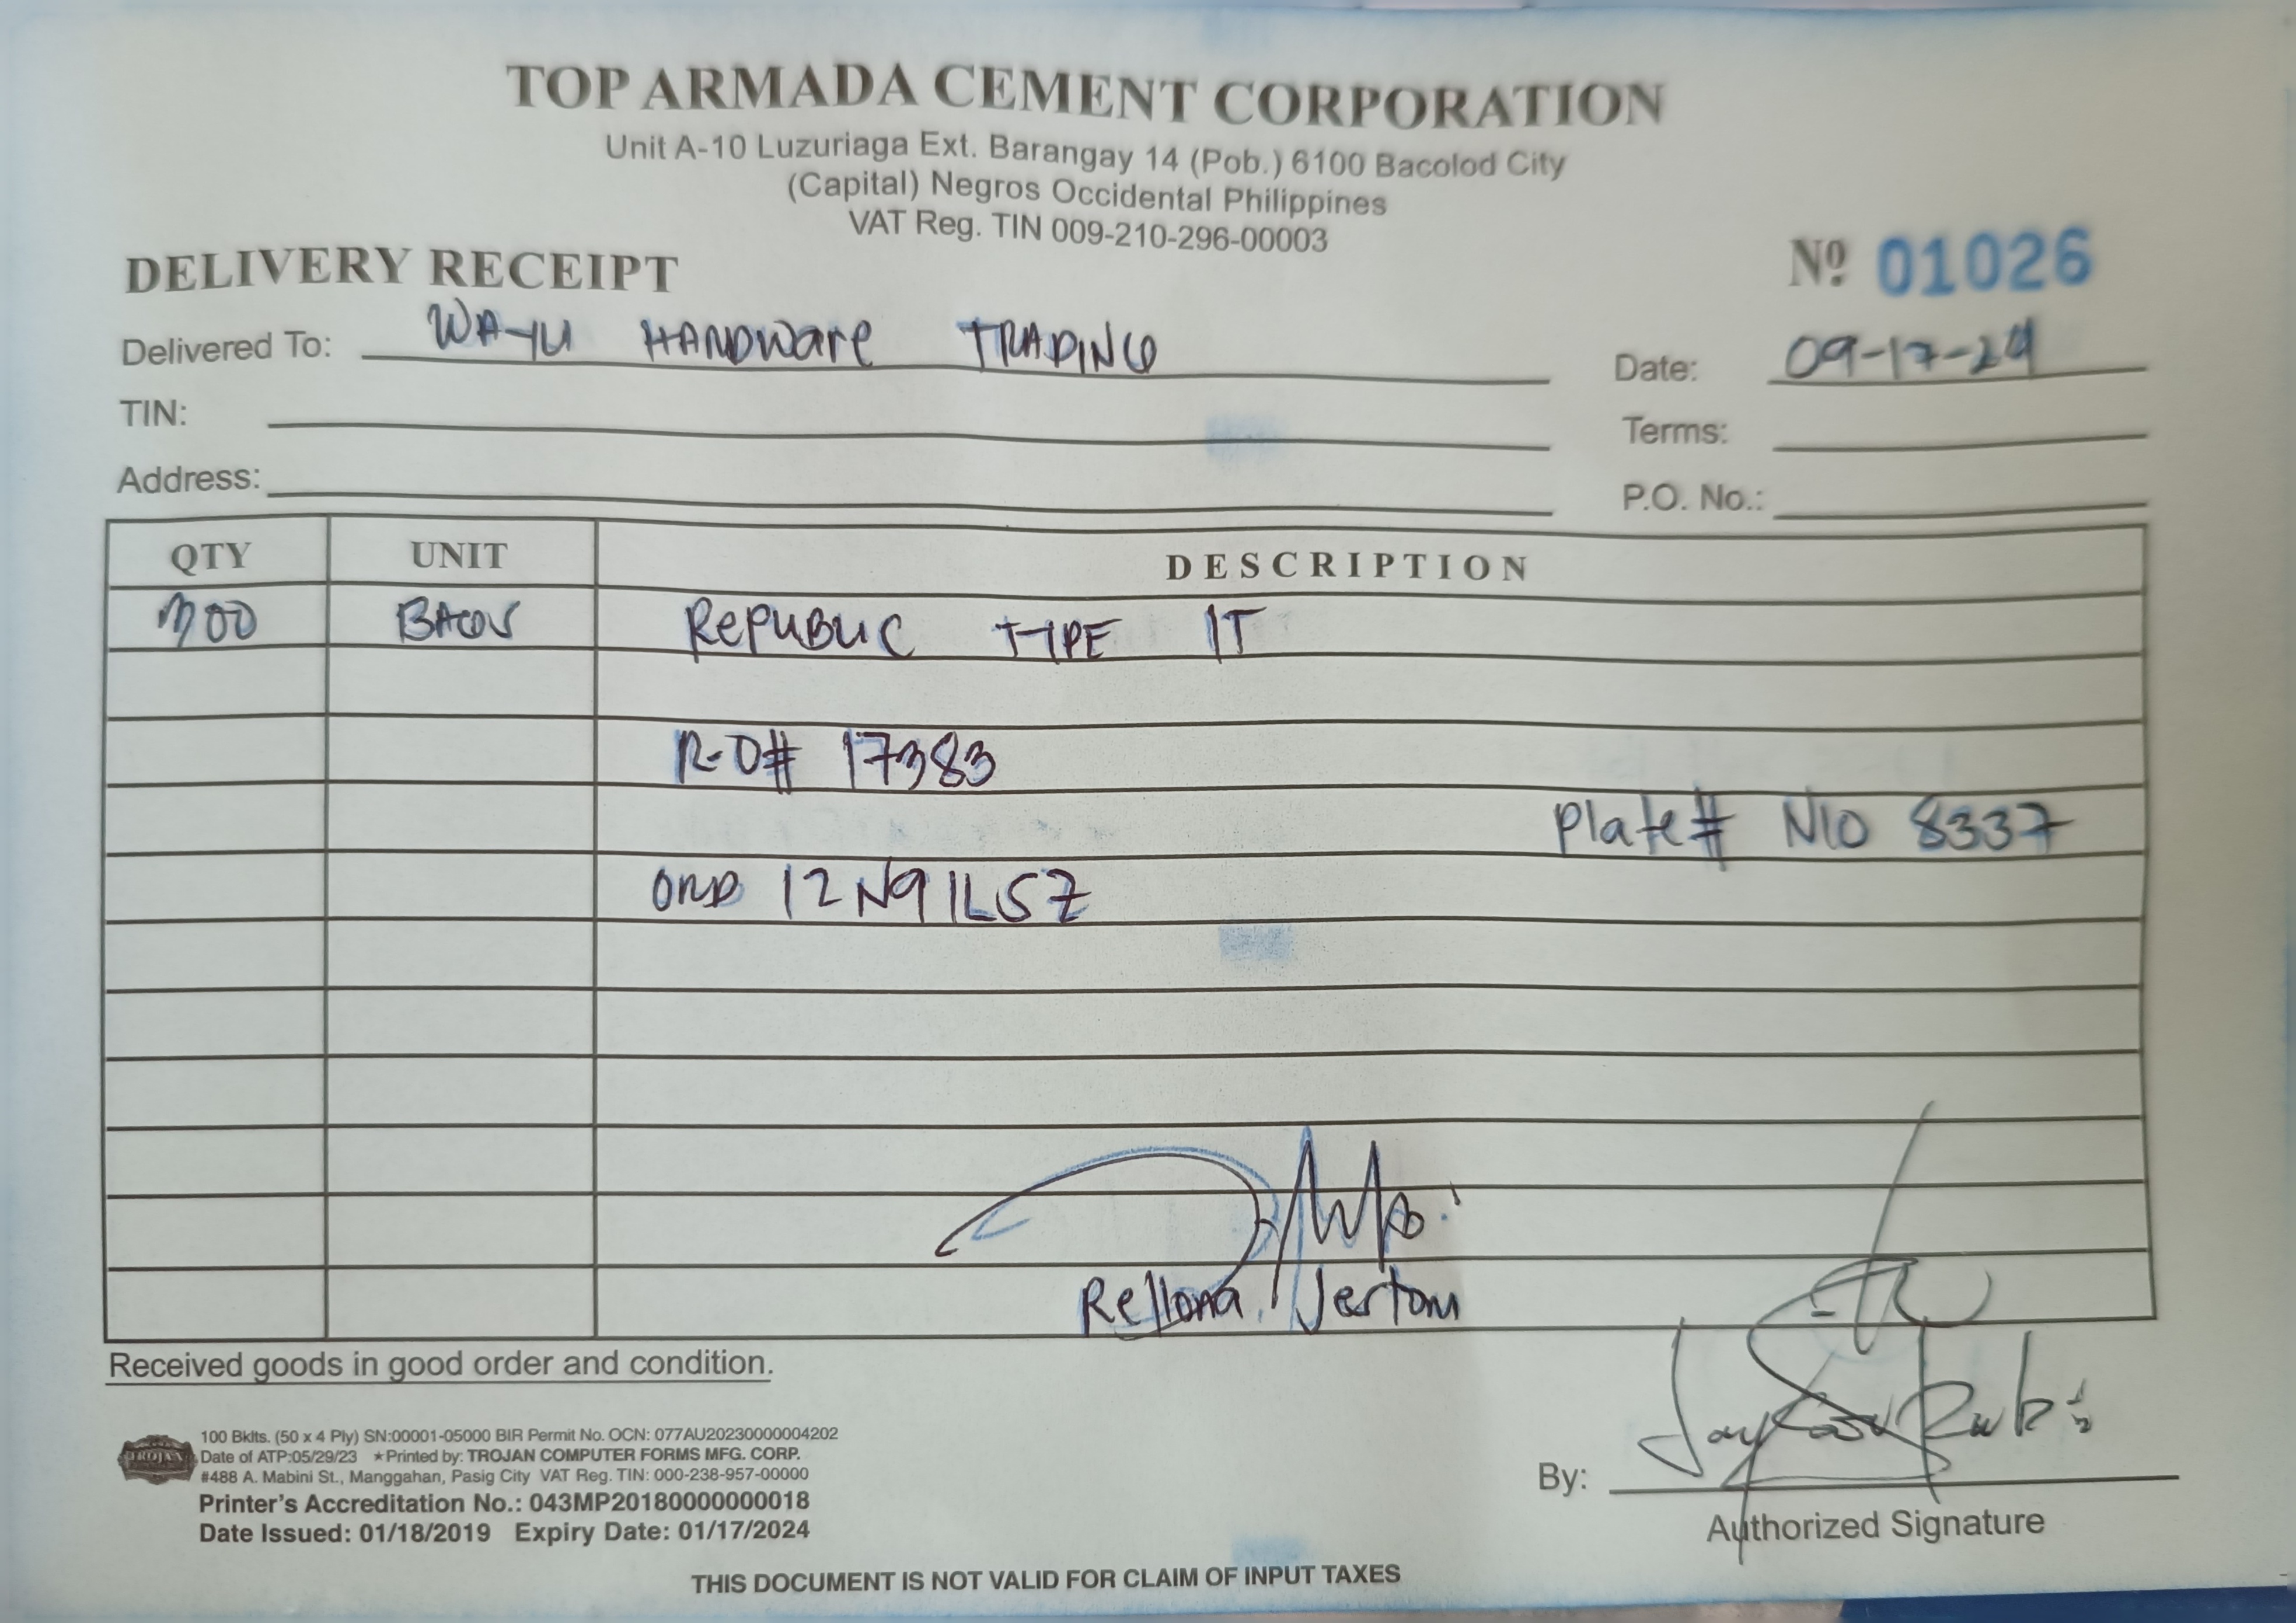 TOP ARMADA CEMENT CORPORATION
Unit A-10 Luzuriaga Ext. Barangay 14 (Pob.) 6100 Bacolod City
(Capital) Negros Occidental Philippines
VAT Reg. TIN 009-210-296-00003
DELIVERY RECEIPT
Nº 01026
Delivered To: WAYU HARDWare TRADING
Date: 09-17-24
TIN:
Terms:
Address:
P.O. No.:
QTY UNIT DESCRIPTION
300 BAGS RePUBLIC TYPE IT
R-O# 17383
Plate# NIO 8337
ORD 12N91LSZ
Rellona Jertom
Received goods in good order and condition.
TROJAN
100 Bklts. (50 x 4 Ply) SN:00001-05000 BIR Permit No. OCN: 077AU20230000004202
Date of ATP:05/29/23 ★Printed by: TROJAN COMPUTER FORMS MFG. CORP.
#488 A. Mabini St., Manggahan, Pasig City VAT Reg. TIN: 000-238-957-00000
Printer's Accreditation No.: 043MP20180000000018
Date Issued: 01/18/2019 Expiry Date: 01/17/2024
By:
Authorized Signature
THIS DOCUMENT IS NOT VALID FOR CLAIM OF INPUT TAXES